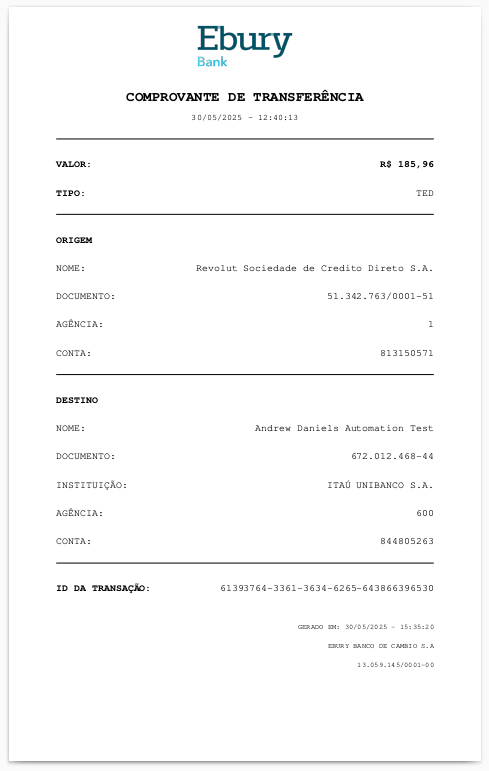 Ebury
Bank
COMPROVANTE DE TRANSFERÊNCIA
30/05/2025 - 12:40:13
VALOR: R$ 185,96
TIPO: TED
ORIGEM
NOME: Revolut Sociedade de Credito Direto S.A.
DOCUMENTO: 51.342.763/0001-51
AGÊNCIA: 1
CONTA: 813150571
DESTINO
NOME: Andrew Daniels Automation Test
DOCUMENTO: 672.012.468-44
INSTITUIÇÃO: ITAÚ UNIBANCO S.A.
AGÊNCIA: 600
CONTA: 844805263
ID DA TRANSAÇÃO: 61393764-3361-3634-6265-643866396530
GERADO EM: 30/05/2025 - 15:35:20
EBURY BANCO DE CAMBIO S.A
13.059.145/0001-00